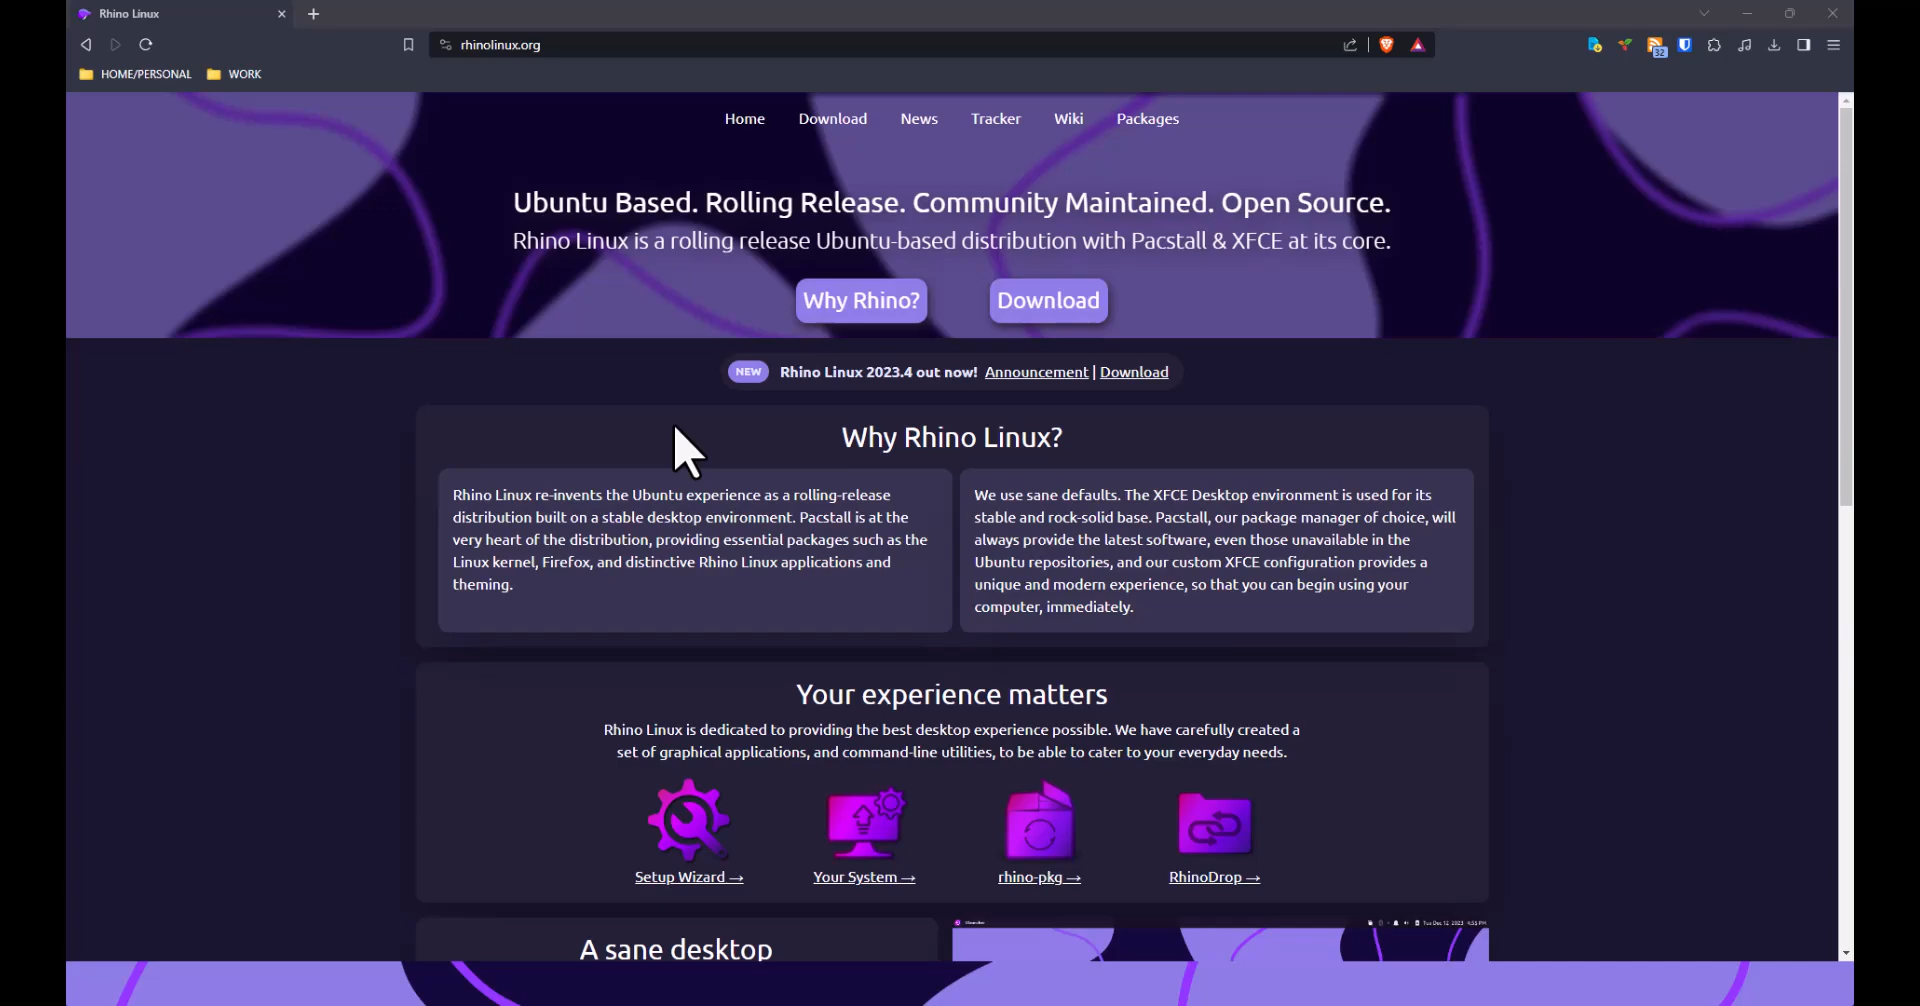 Rhino Linux
rhinolinux.org
32
HOME/PERSONAL WORK
Home Download News Tracker Wiki Packages
Ubuntu Based. Rolling Release. Community Maintained. Open Source.
Rhino Linux is a rolling release Ubuntu-based distribution with Pacstall & XFCE at its core.
Why Rhino? Download
NEW Rhino Linux 2023.4 out now! Announcement | Download
Why Rhino Linux?
Rhino Linux re-invents the Ubuntu experience as a rolling-release
distribution built on a stable desktop environment. Pacstall is at the
very heart of the distribution, providing essential packages such as the
Linux kernel, Firefox, and distinctive Rhino Linux applications and
theming.
We use sane defaults. The XFCE Desktop environment is used for its
stable and rock-solid base. Pacstall, our package manager of choice, will
always provide the latest software, even those unavailable in the
Ubuntu repositories, and our custom XFCE configuration provides a
unique and modern experience, so that you can begin using your
computer, immediately.
Your experience matters
Rhino Linux is dedicated to providing the best desktop experience possible. We have carefully created a
set of graphical applications, and command-line utilities, to be able to cater to your everyday needs.
Setup Wizard → Your System → rhino-pkg → RhinoDrop →
A sane desktop
Tue Dec 12, 2023 4:55 PM